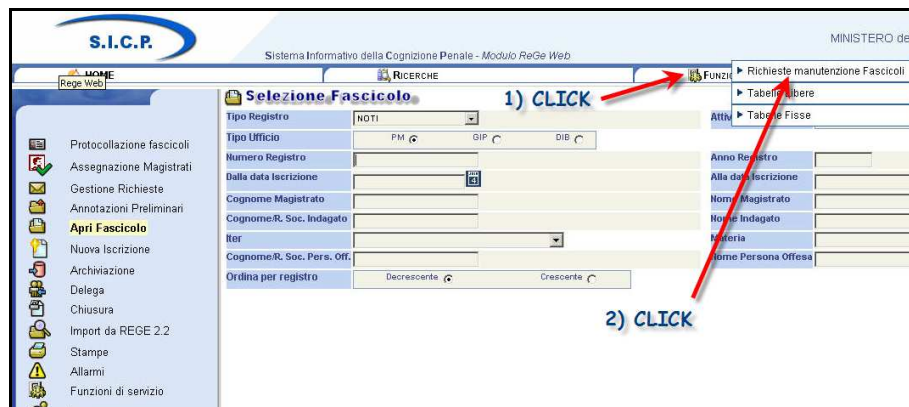 S.I.C.P.
MINISTERO de
Sistema Informativo della Cognizione Penale - Modulo ReGe Web
HOME
RICERCHE
FUNZIO
Rege Web
Richieste manutenzione Fascicoli
Tabelle Libere
Tabelle Fisse
Selezione Fascicolo
1) CLICK
Tipo Registro NOTI Attiv
Tipo Ufficio PM GIP DIB
Numero Registro Anno Registro
Dalla data Iscrizione 4 Alla data Iscrizione
Cognome Magistrato Nome Magistrato
Cognome/R. Soc. Indagato Nome Indagato
Iter Materia
Cognome/R. Soc. Pers. Off. Nome Persona Offesa
Ordina per registro Decrescente Crescente
2) CLICK
Protocollazione fascicoli
Assegnazione Magistrati
Gestione Richieste
Annotazioni Preliminari
Apri Fascicolo
Nuova Iscrizione
Archiviazione
Delega
Chiusura
Import da REGE 2.2
Stampe
Allarmi
Funzioni di servizio